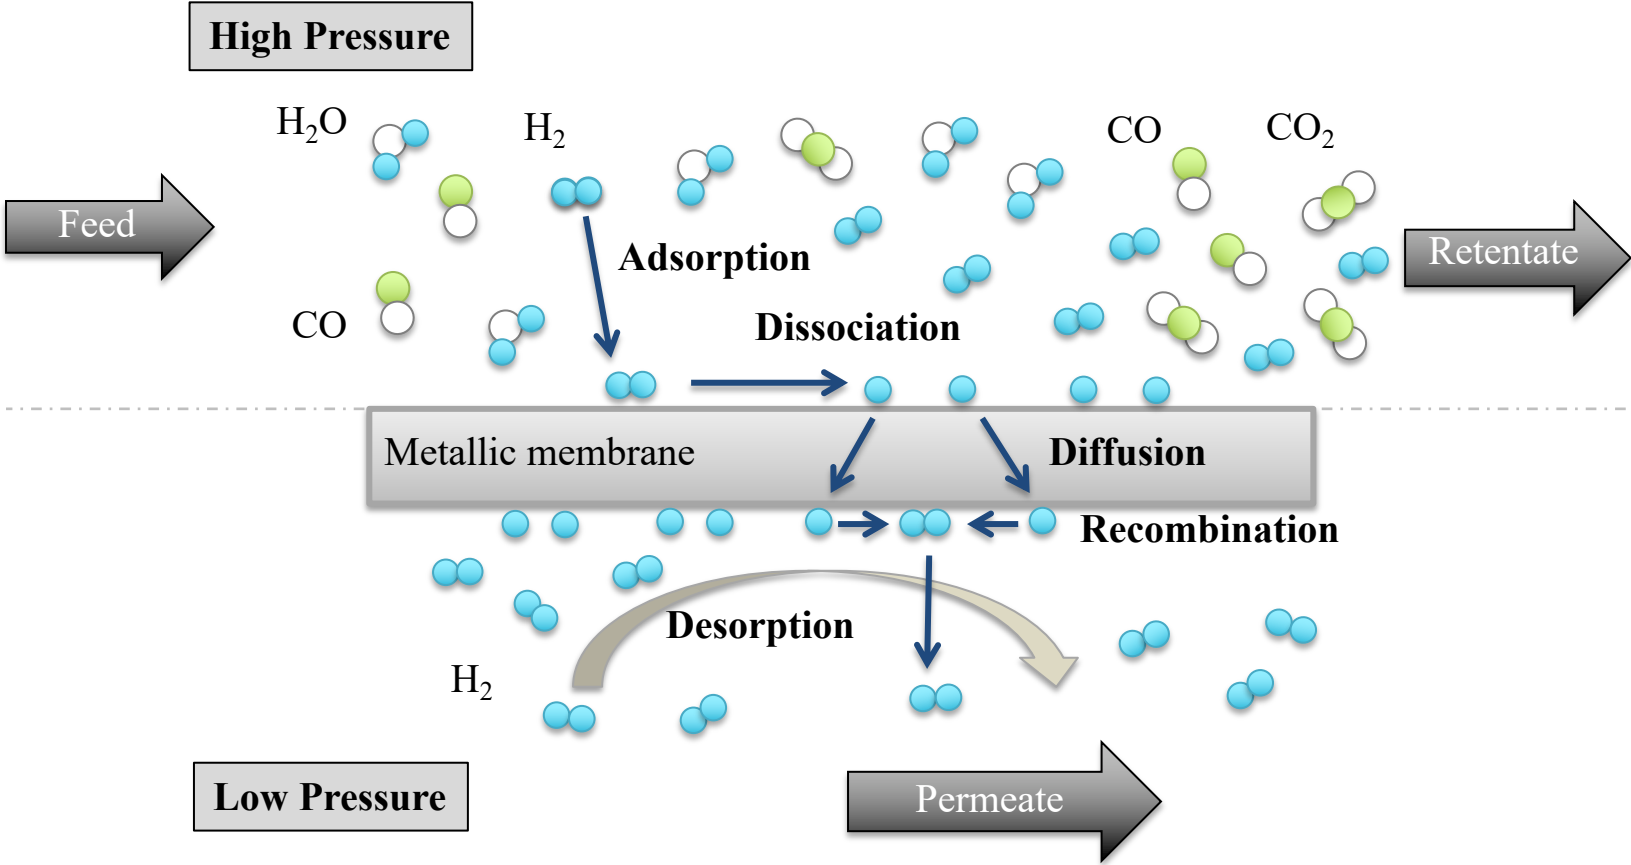 High Pressure
H₂O
H₂
CO
CO₂
Feed
Adsorption
Retentate
CO
Dissociation
Metallic membrane
Diffusion
Recombination
Desorption
H₂
Low Pressure
Permeate